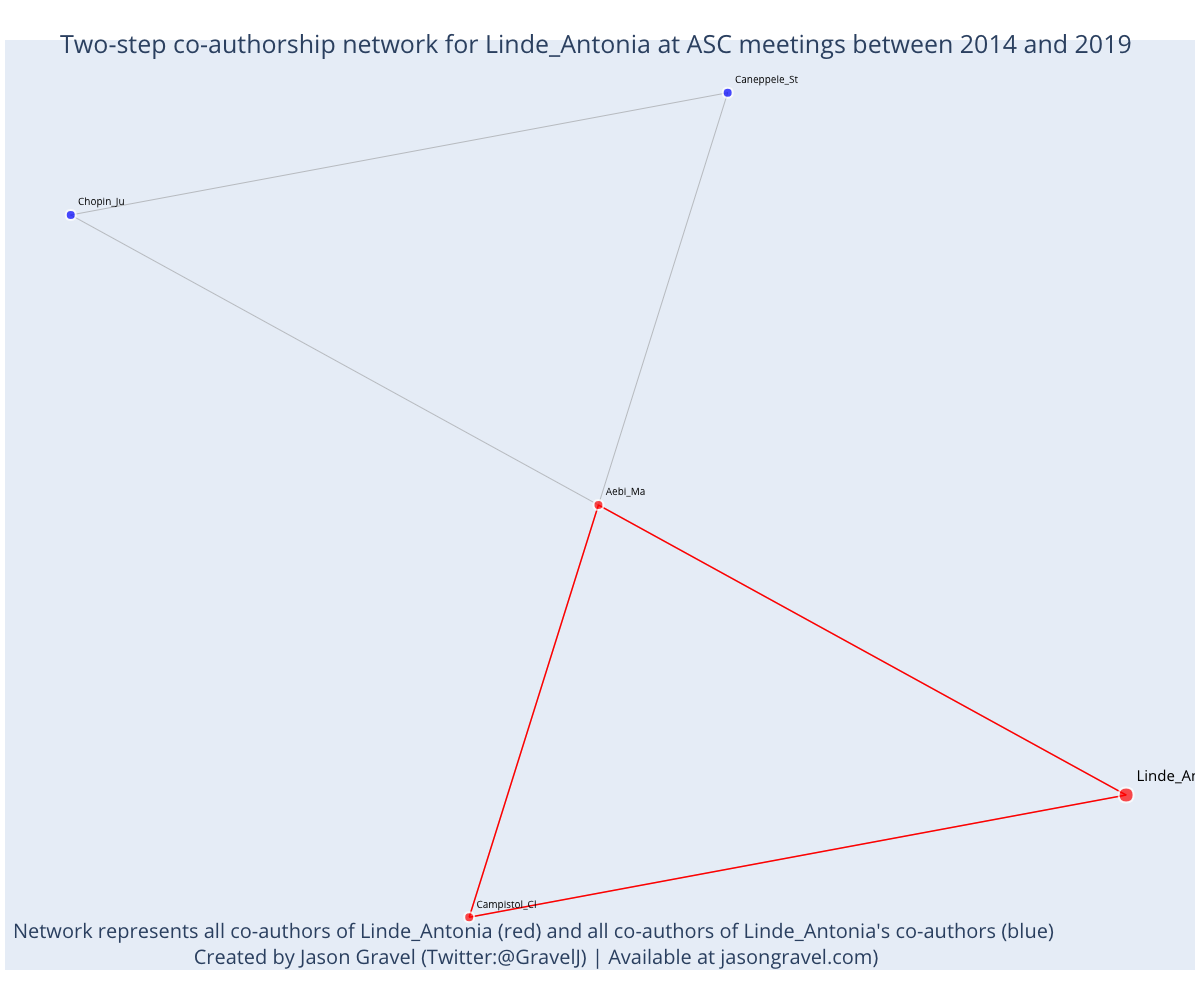 Two-step co-authorship network for Linde_Antonia at ASC meetings between 2014 and 2019
Caneppele_St
Chopin_Ju
Aebi_Ma
Linde_An
Campistol_Cl
Network represents all co-authors of Linde_Antonia (red) and all co-authors of Linde_Antonia's co-authors (blue)
Created by Jason Gravel (Twitter:@GravelJ) | Available at jasongravel.com)